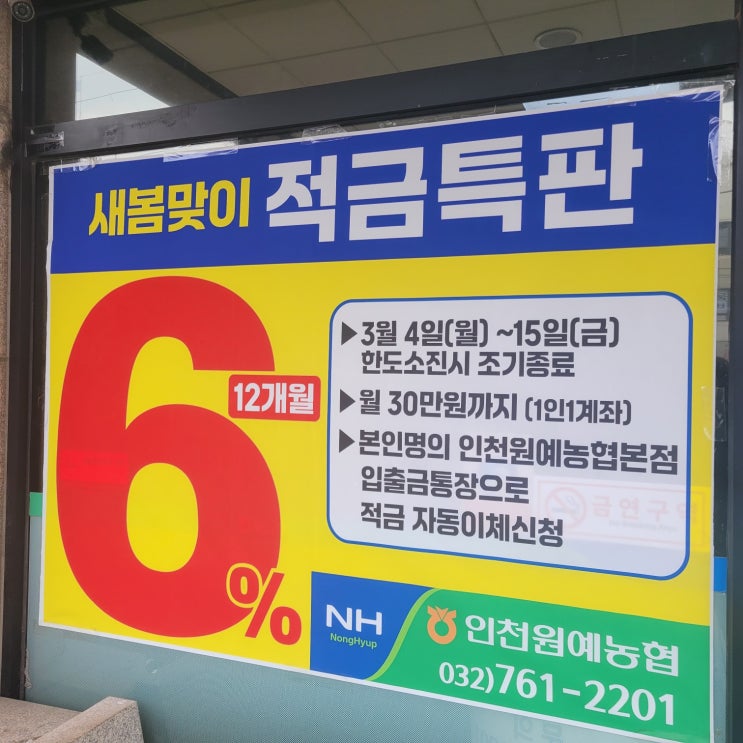 새봄맞이 적금특판
6%
12개월
▶3월 4일(월) ~15일(금)
한도소진시 조기종료
▶월 30만원까지 (1인1계좌)
▶본인명의 인천원예농협본점
입출금통장으로
적금 자동이체신청
금연구역
NH
NongHyup
인천원예농협
032)761-2201